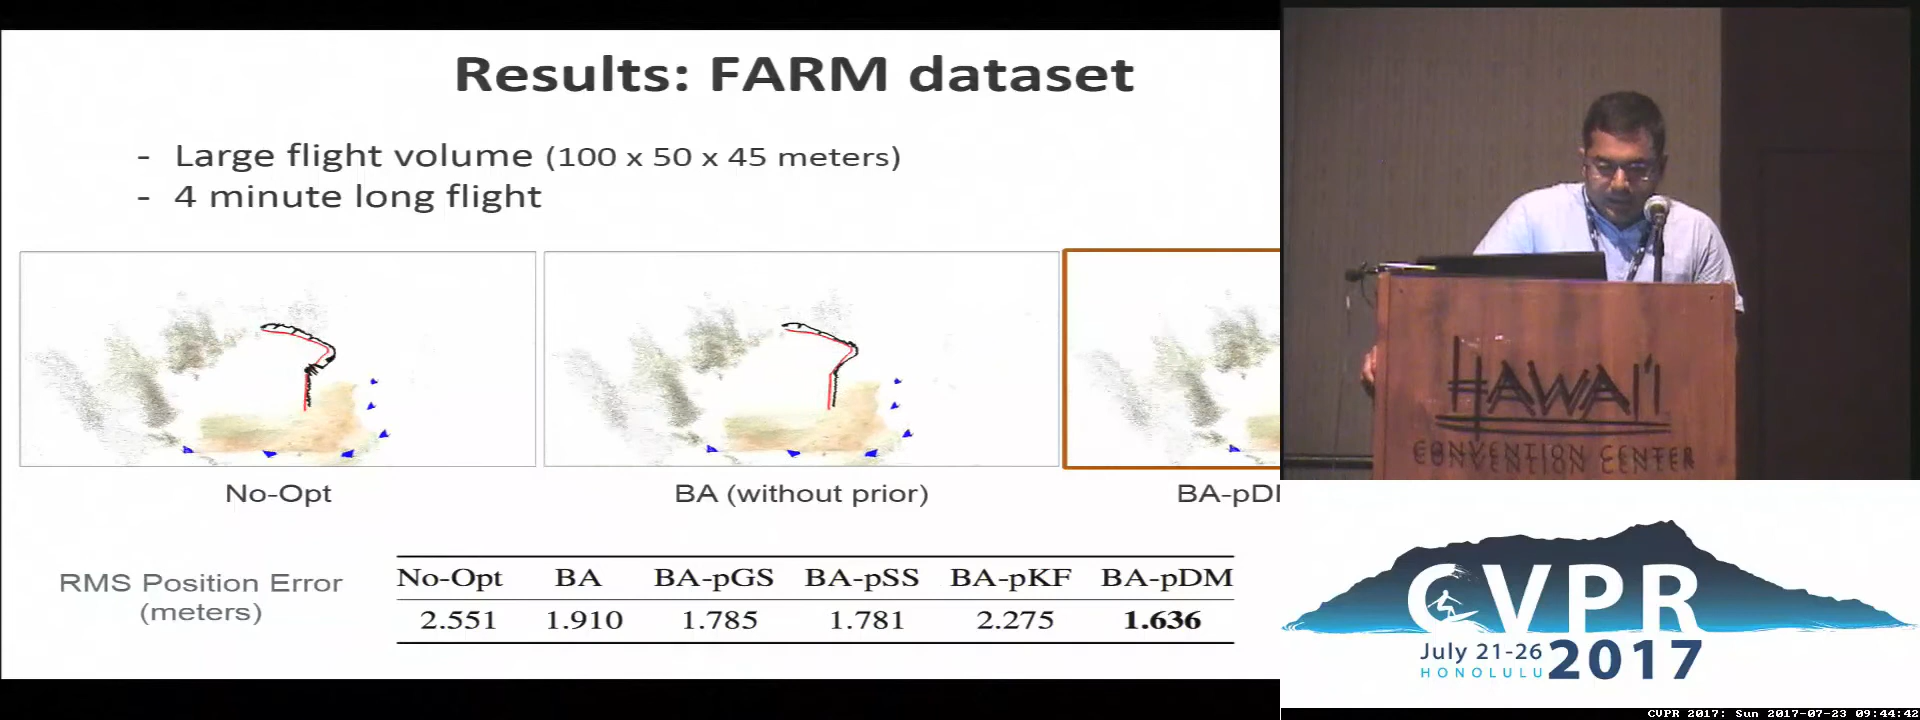 Results: FARM dataset
- Large flight volume (100 x 50 x 45 meters)
- 4 minute long flight
No-Opt
BA (without prior)
BA-pD
RMS Position Error
(meters)
No-Opt BA BA-pGS BA-pSS BA-pKF BA-pDM
2.551 1.910 1.785 1.781 2.275 1.636
HAWAI'I
CONVENTION CENTER
CVPR
July 21-26
HONOLULU
2017
CVPR 2017: Sun 2017-07-23 09:44:42